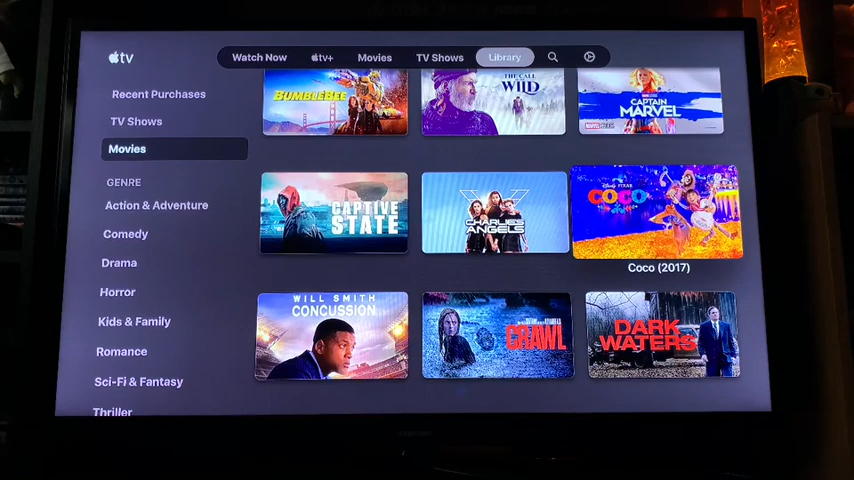 tv
Watch Now
tv+
Movies
TV Shows
Library
Recent Purchases
TV Shows
Movies
GENRE
Action & Adventure
Comedy
Drama
Horror
Kids & Family
Romance
Sci-Fi & Fantasy
Thriller
BUMBLEBEE
THE CALL
WILD
CAPTAIN
MARVEL
MARVEL STUDIOS
CAPTIVE
STATE
CHARLIE'S
ANGELS
Disney PIXAR
COCO
Coco (2017)
WILL SMITH
CONCUSSION
CRAWL
DARK
WATERS